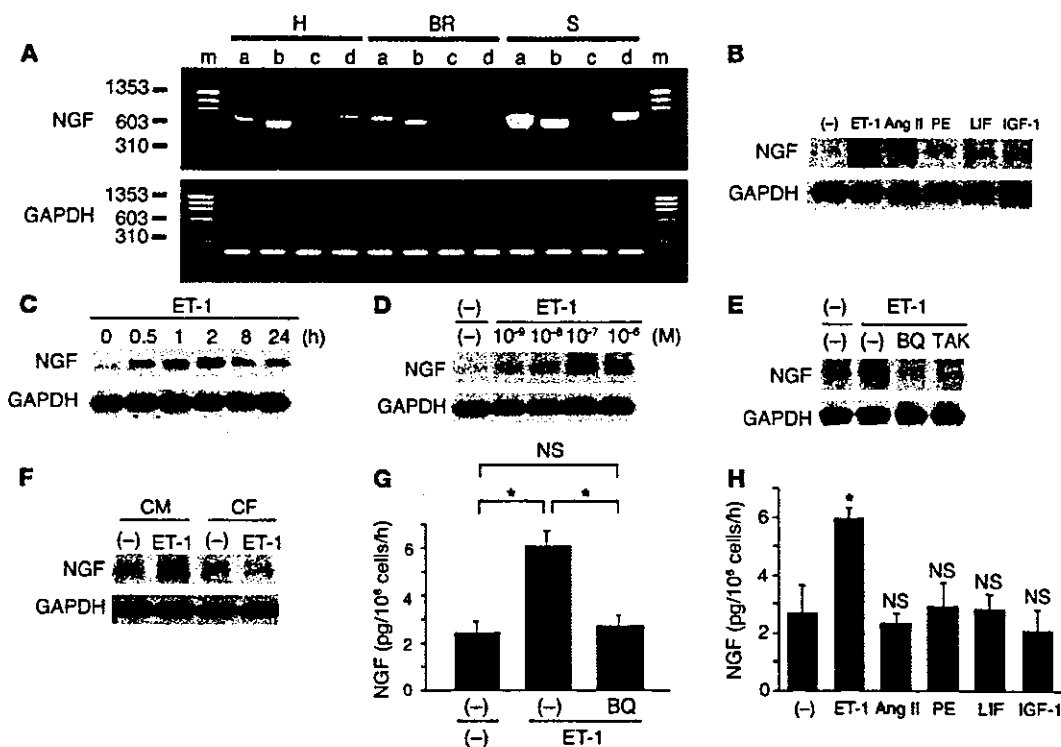 A
H BR S
m a b c d a b c d a b c d m
NGF
1353
603
310
GAPDH
1353
603
310
B
(–) ET-1 Ang II PE LIF IGF-1
NGF
GAPDH
C
ET-1
0 0.5 1 2 8 24 (h)
NGF
GAPDH
D
(–) ET-1
(–) 10⁻⁹ 10⁻⁸ 10⁻⁷ 10⁻⁶ (M)
NGF
GAPDH
E
(–) ET-1
(–) (–) BQ TAK
NGF
GAPDH
F
CM CF
(–) ET-1 (–) ET-1
NGF
GAPDH
G
NS
* *
NGF (pg/10⁶ cells/h)
6
4
2
0
(–) (–) BQ
(–) ET-1
H
*
NS NS NS NS
NGF (pg/10⁶ cells/h)
6
4
2
0
(–) ET-1 Ang II PE LIF IGF-1